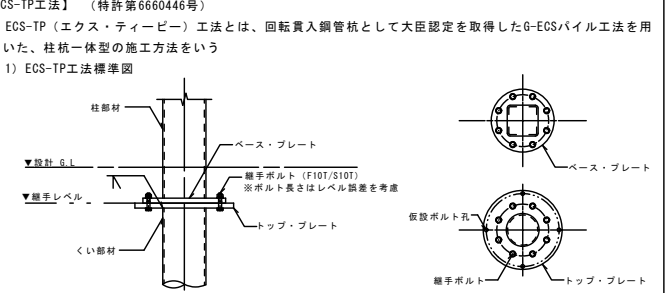 CS-TP工法】 (特許第6660446号)
ECS-TP(エクス・ティーピー)工法とは、回転貫入鋼管杭として大臣認定を取得したG-ECSパイル工法を用
いた、柱杭一体型の施工方法をいう
1) ECS-TP工法標準図
柱部材
ベース・プレート
▼設計 G.L
継手ボルト (F10T/S10T)
※ボルト長さはレベル誤差を考慮
▼継手レベル
トップ・プレート
くい部材
ベース・プレート
仮設ボルト孔
継手ボルト
トップ・プレート